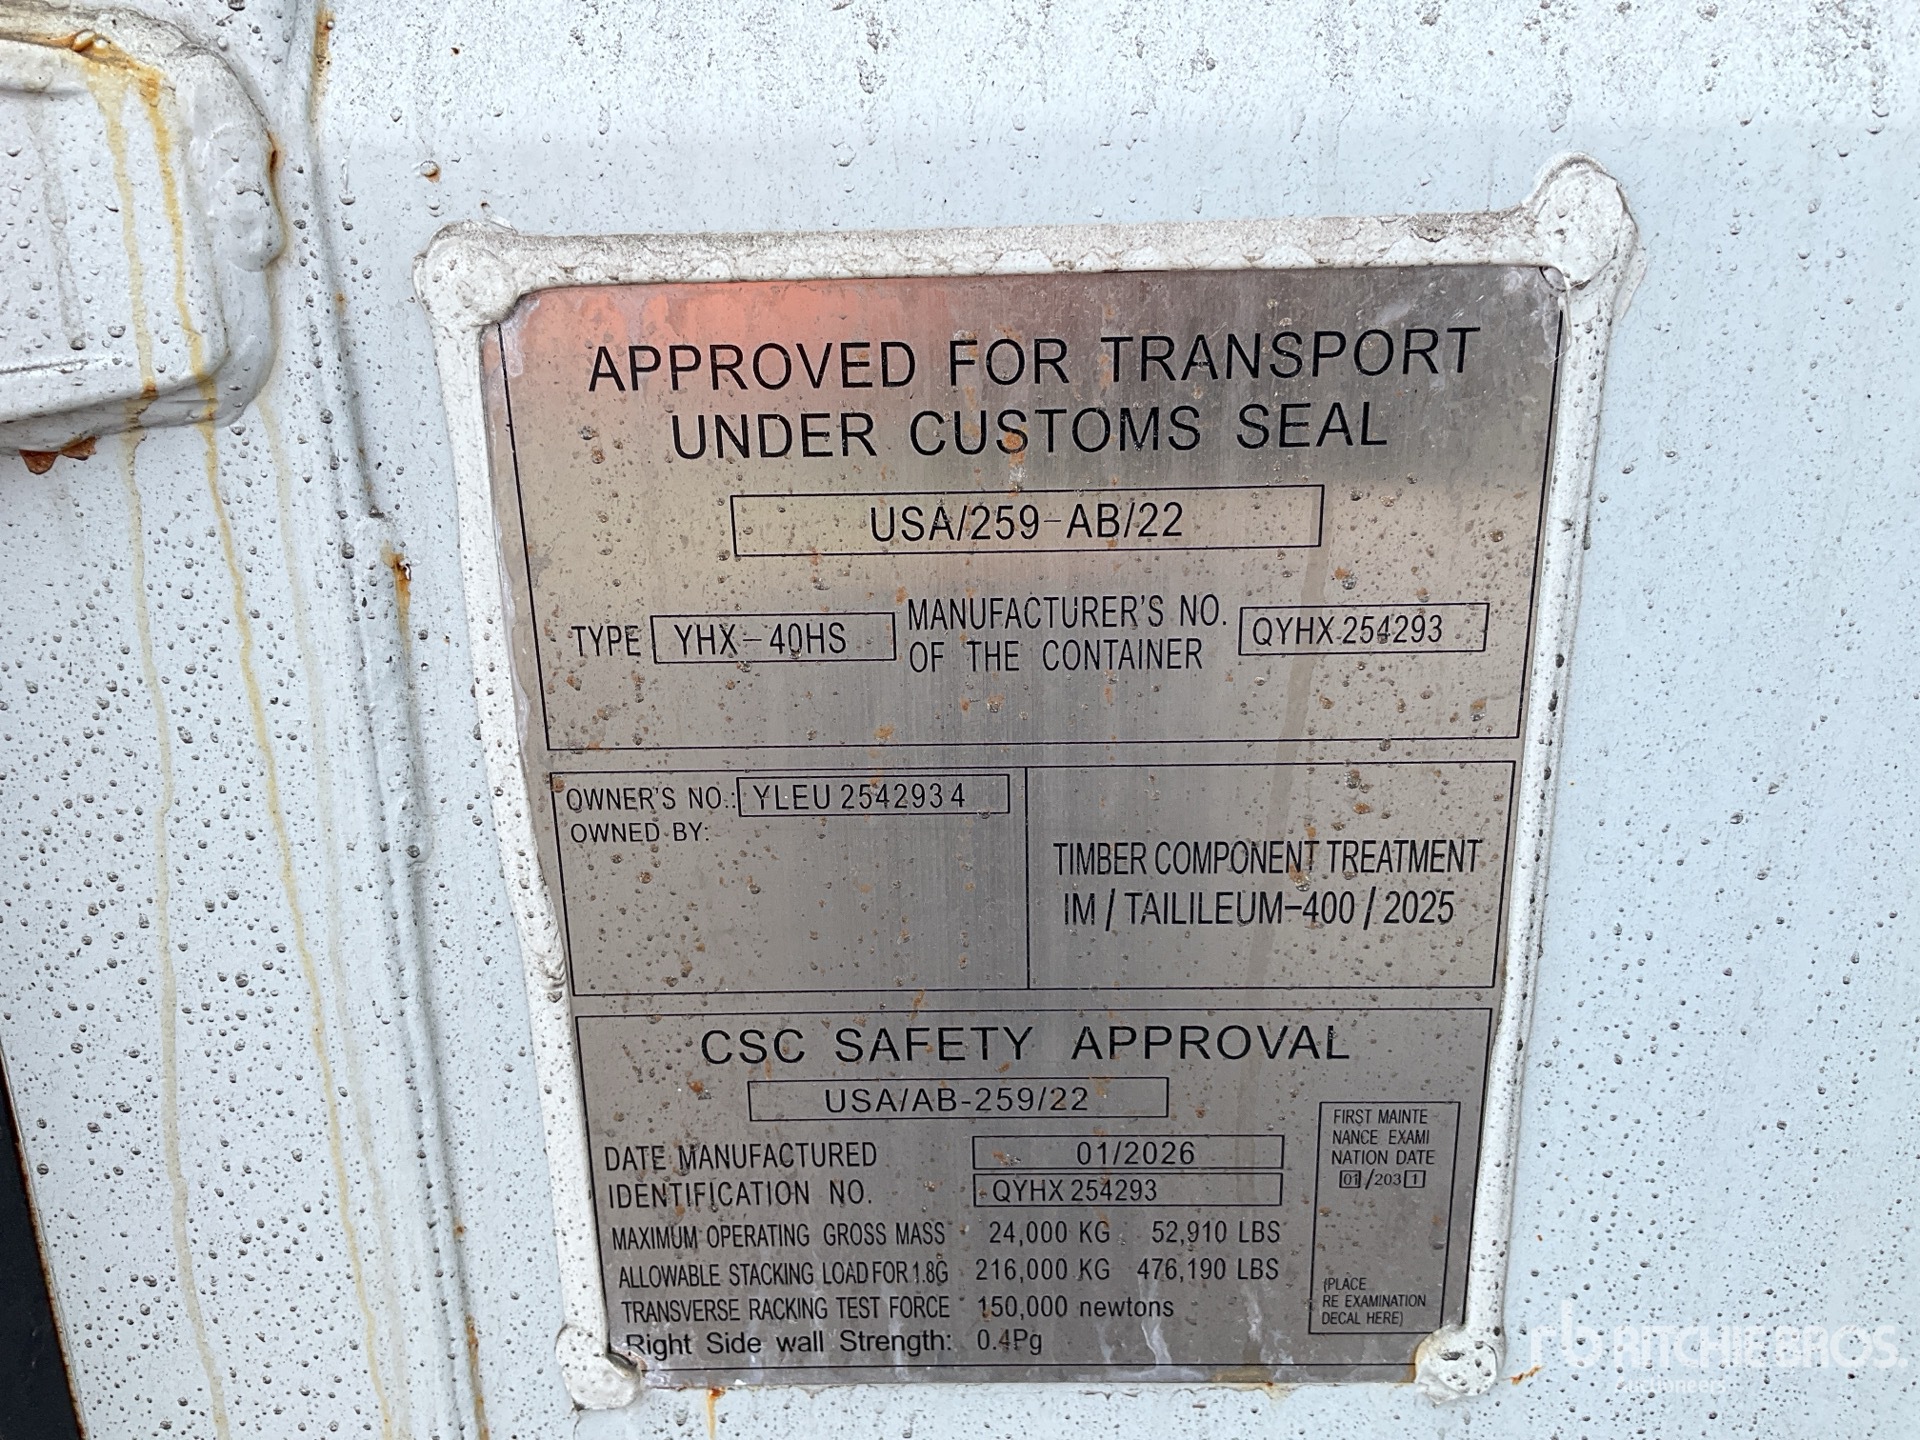 APPROVED FOR TRANSPORT
UNDER CUSTOMS SEAL
USA/259-AB/22
TYPE YHX-40HS MANUFACTURER'S NO. OF THE CONTAINER QYHX 254293
OWNER'S NO.: YLEU 2542934
OWNED BY:
TIMBER COMPONENT TREATMENT
IM / TAILILEUM-400 / 2025
CSC SAFETY APPROVAL
USA/AB-259/22
DATE MANUFACTURED 01/2026
IDENTIFICATION NO. QYHX 254293
MAXIMUM OPERATING GROSS MASS 24,000 KG 52,910 LBS
ALLOWABLE STACKING LOAD FOR 1.8G 216,000 KG 476,190 LBS
TRANSVERSE RACKING TEST FORCE 150,000 newtons
Right Side wall Strength: 0.4Pg
FIRST MAINTE
NANCE EXAMI
NATION DATE
01/2031
(PLACE
RE EXAMINATION
DECAL HERE)
rb RITCHIE BROS.
Auctioneers